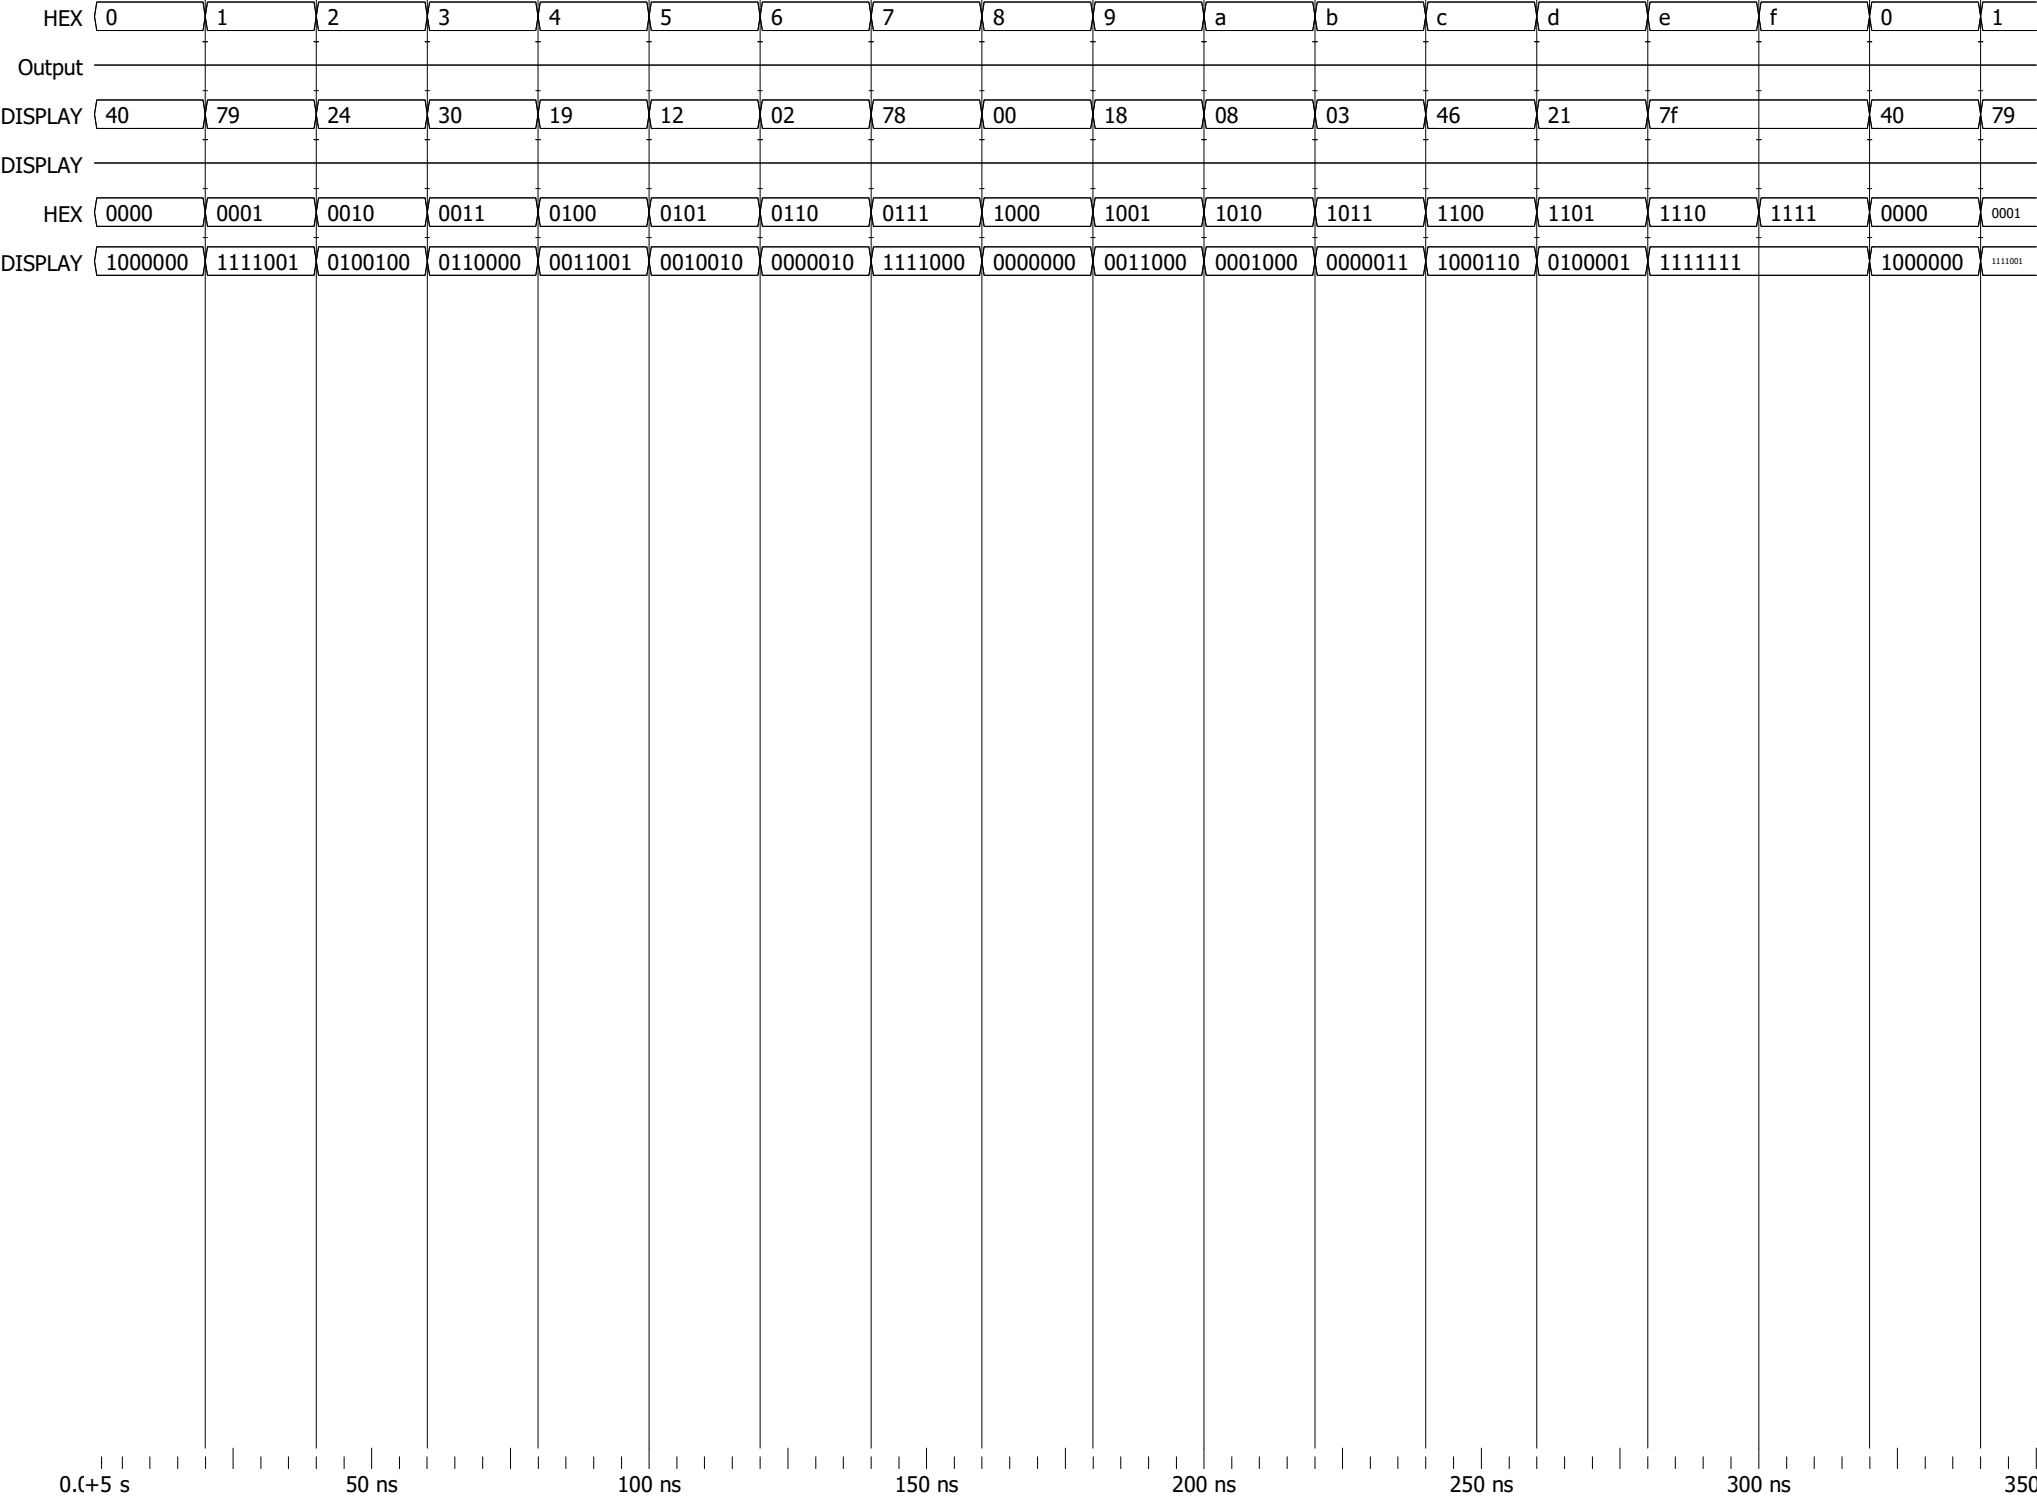 HEX 0 1 2 3 4 5 6 7 8 9 a b c d e f 0 1
Output
DISPLAY 40 79 24 30 19 12 02 78 00 18 08 03 46 21 7f 40 79
DISPLAY
HEX 0000 0001 0010 0011 0100 0101 0110 0111 1000 1001 1010 1011 1100 1101 1110 1111 0000 0001
DISPLAY 1000000 1111001 0100100 0110000 0011001 0010010 0000010 1111000 0000000 0011000 0001000 0000011 1000110 0100001 1111111 1000000 1111001
0.(+5 s 50 ns 100 ns 150 ns 200 ns 250 ns 300 ns 350